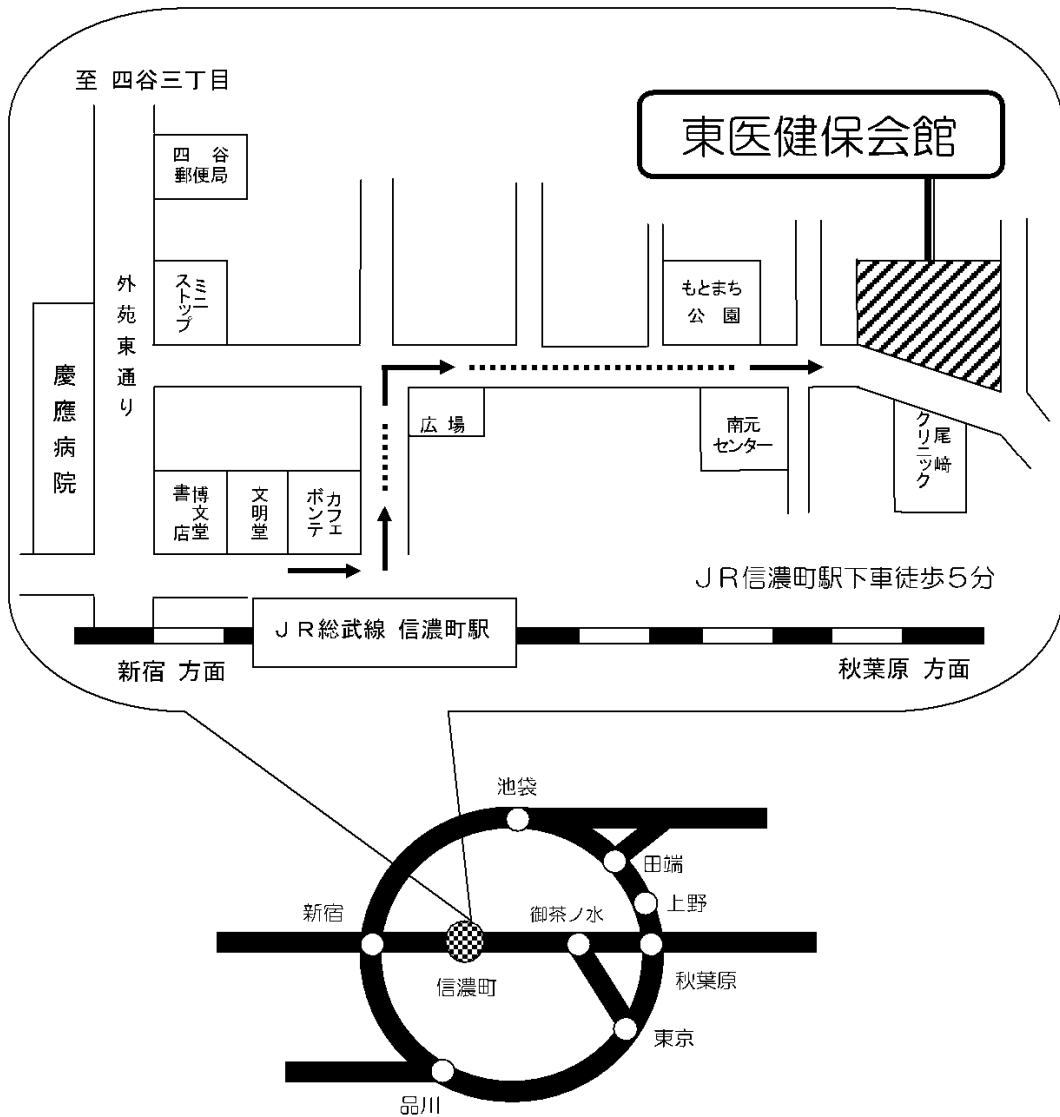 至 四谷三丁目
東医健保会館
四 谷
郵便局
外苑東通り
ミニ
ストップ
もとまち
公 園
慶應病院
広 場
南元
センター
尾﨑
クリニック
博文堂
書店
文明堂
カフェ
ボンテ
JR信濃町駅下車徒歩5分
JR総武線 信濃町駅
新宿 方面
秋葉原 方面
池袋
田端
上野
新宿
御茶ノ水
信濃町
秋葉原
東京
品川